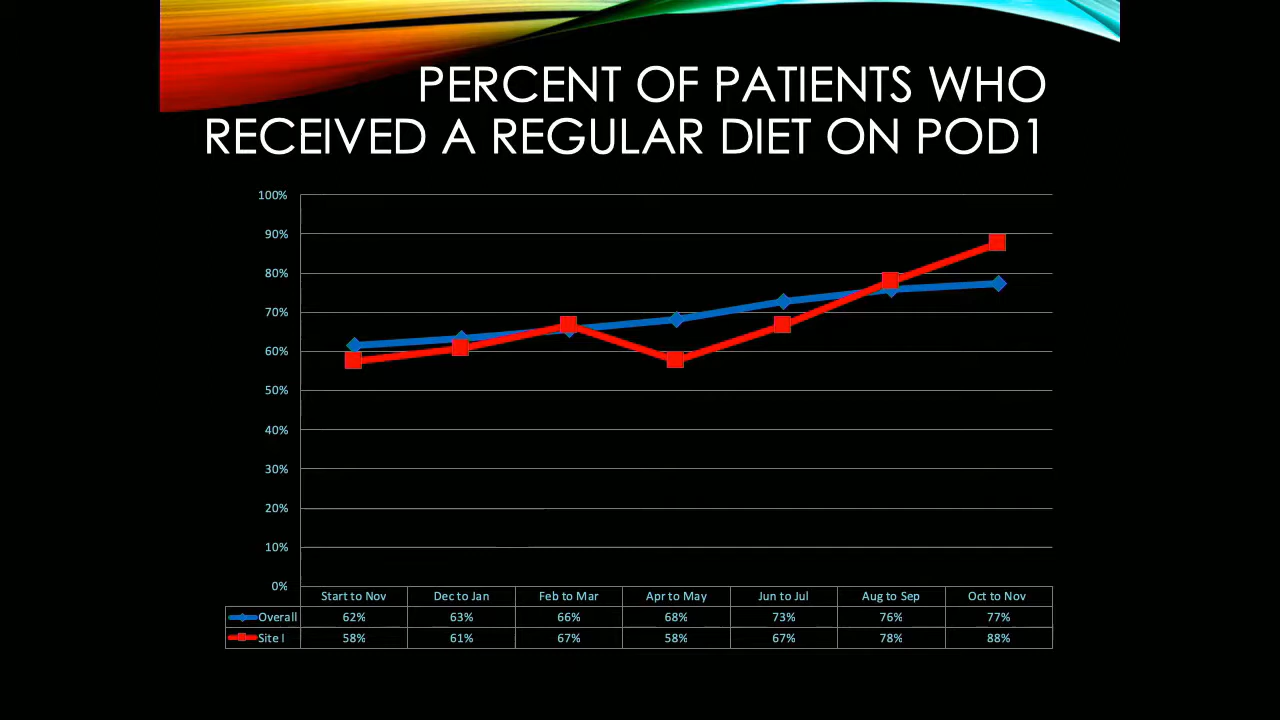 PERCENT OF PATIENTS WHO
RECEIVED A REGULAR DIET ON POD1
100%
90%
80%
70%
60%
50%
40%
30%
20%
10%
0%
Start to Nov Dec to Jan Feb to Mar Apr to May Jun to Jul Aug to Sep Oct to Nov
Overall 62% 63% 66% 68% 73% 76% 77%
Site I 58% 61% 67% 58% 67% 78% 88%